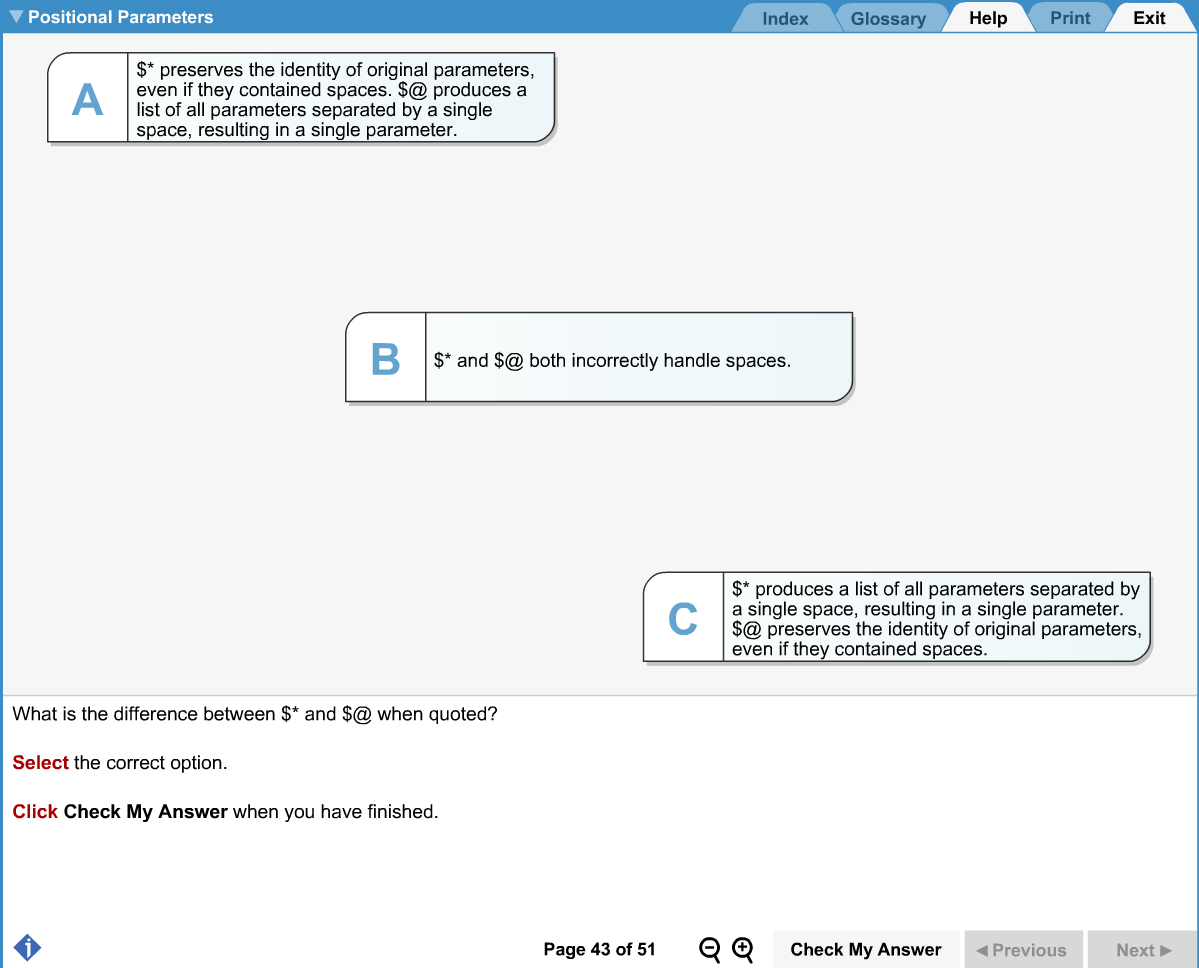 Positional Parameters
Index
Glossary
Help
Print
Exit
A
$* preserves the identity of original parameters,
even if they contained spaces. $@ produces a
list of all parameters separated by a single
space, resulting in a single parameter.
B
$* and $@ both incorrectly handle spaces.
C
$* produces a list of all parameters separated by
a single space, resulting in a single parameter.
$@ preserves the identity of original parameters,
even if they contained spaces.
What is the difference between $* and $@ when quoted?
Select the correct option.
Click Check My Answer when you have finished.
i
Page 43 of 51
Check My Answer
Previous
Next